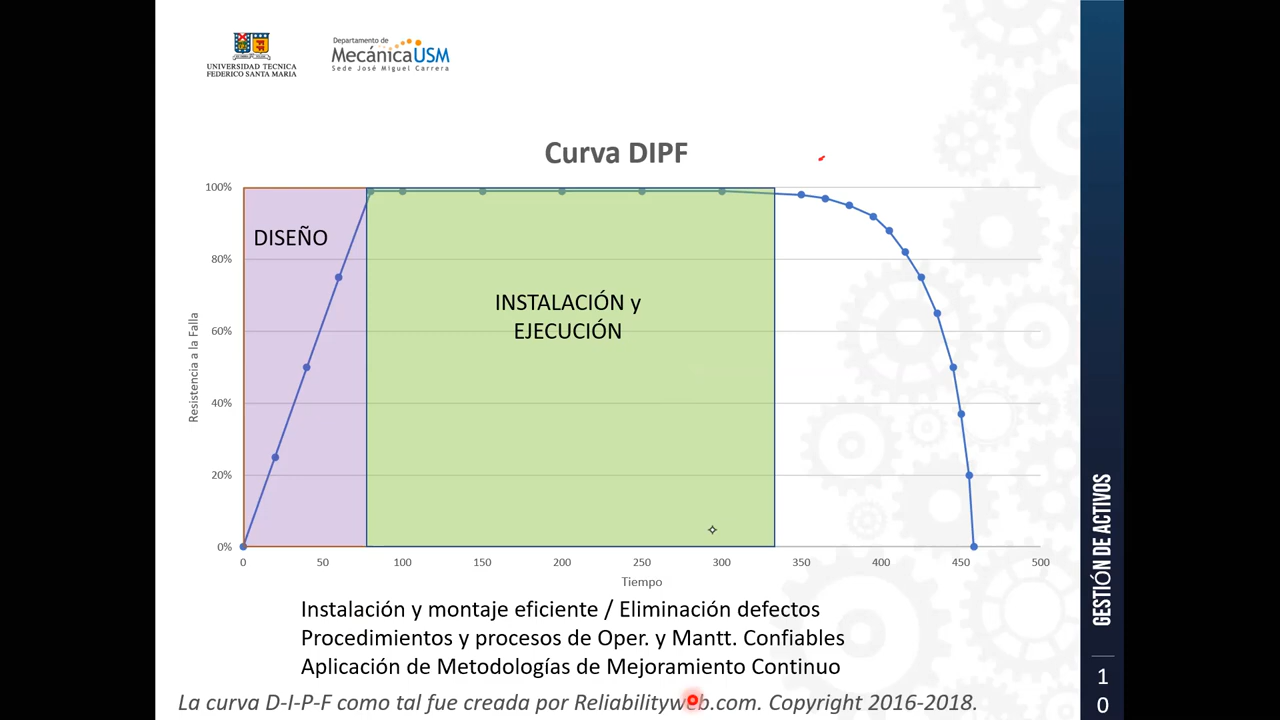 UNIVERSIDAD TECNICA
FEDERICO SANTA MARIA
Departamento de
MecánicaUSM
Sede José Miguel Carrera
Curva DIPF
100%
80%
60%
40%
20%
0%
Resistencia a la Falla
DISEÑO
INSTALACIÓN y
EJECUCIÓN
0 50 100 150 200 250 300 350 400 450 500
Tiempo
Instalación y montaje eficiente / Eliminación defectos
Procedimientos y procesos de Oper. y Mantt. Confiables
Aplicación de Metodologías de Mejoramiento Continuo
La curva D-I-P-F como tal fue creada por Reliabilityweb.com. Copyright 2016-2018.
GESTIÓN DE ACTIVOS
1
0